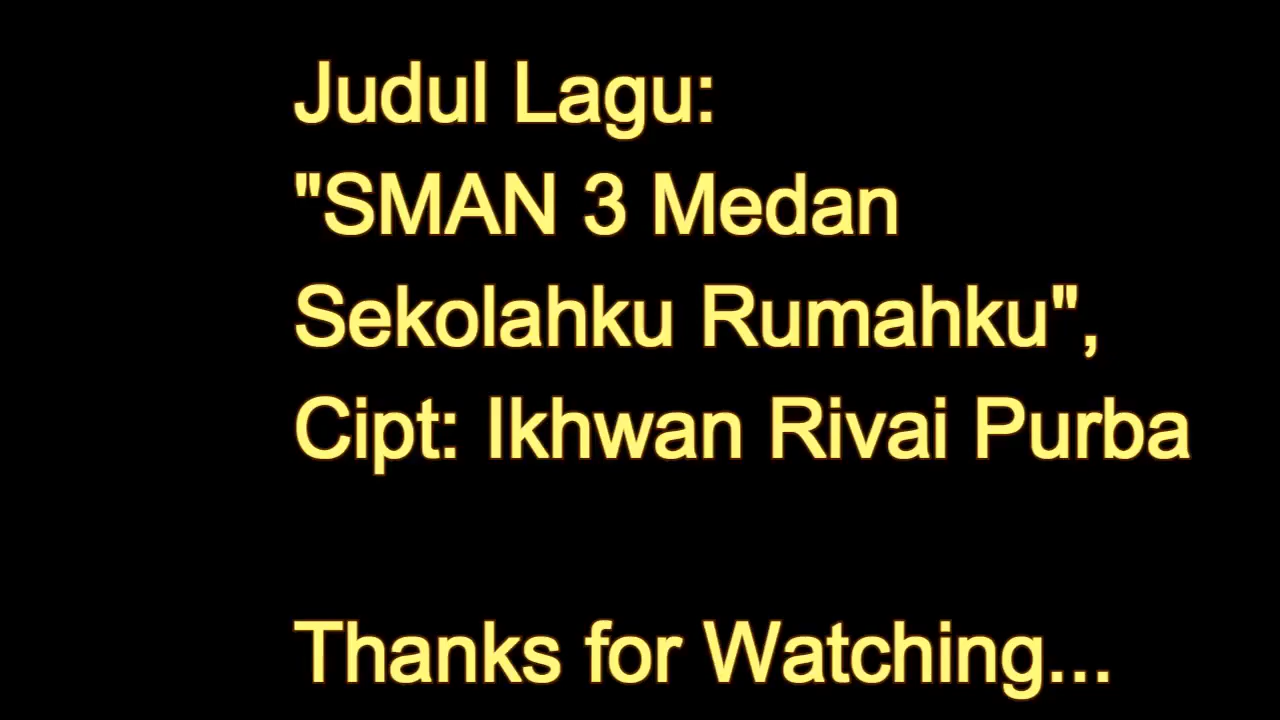 Judul Lagu:
"SMAN 3 Medan
Sekolahku Rumahku",
Cipt: Ikhwan Rivai Purba
Thanks for Watching...